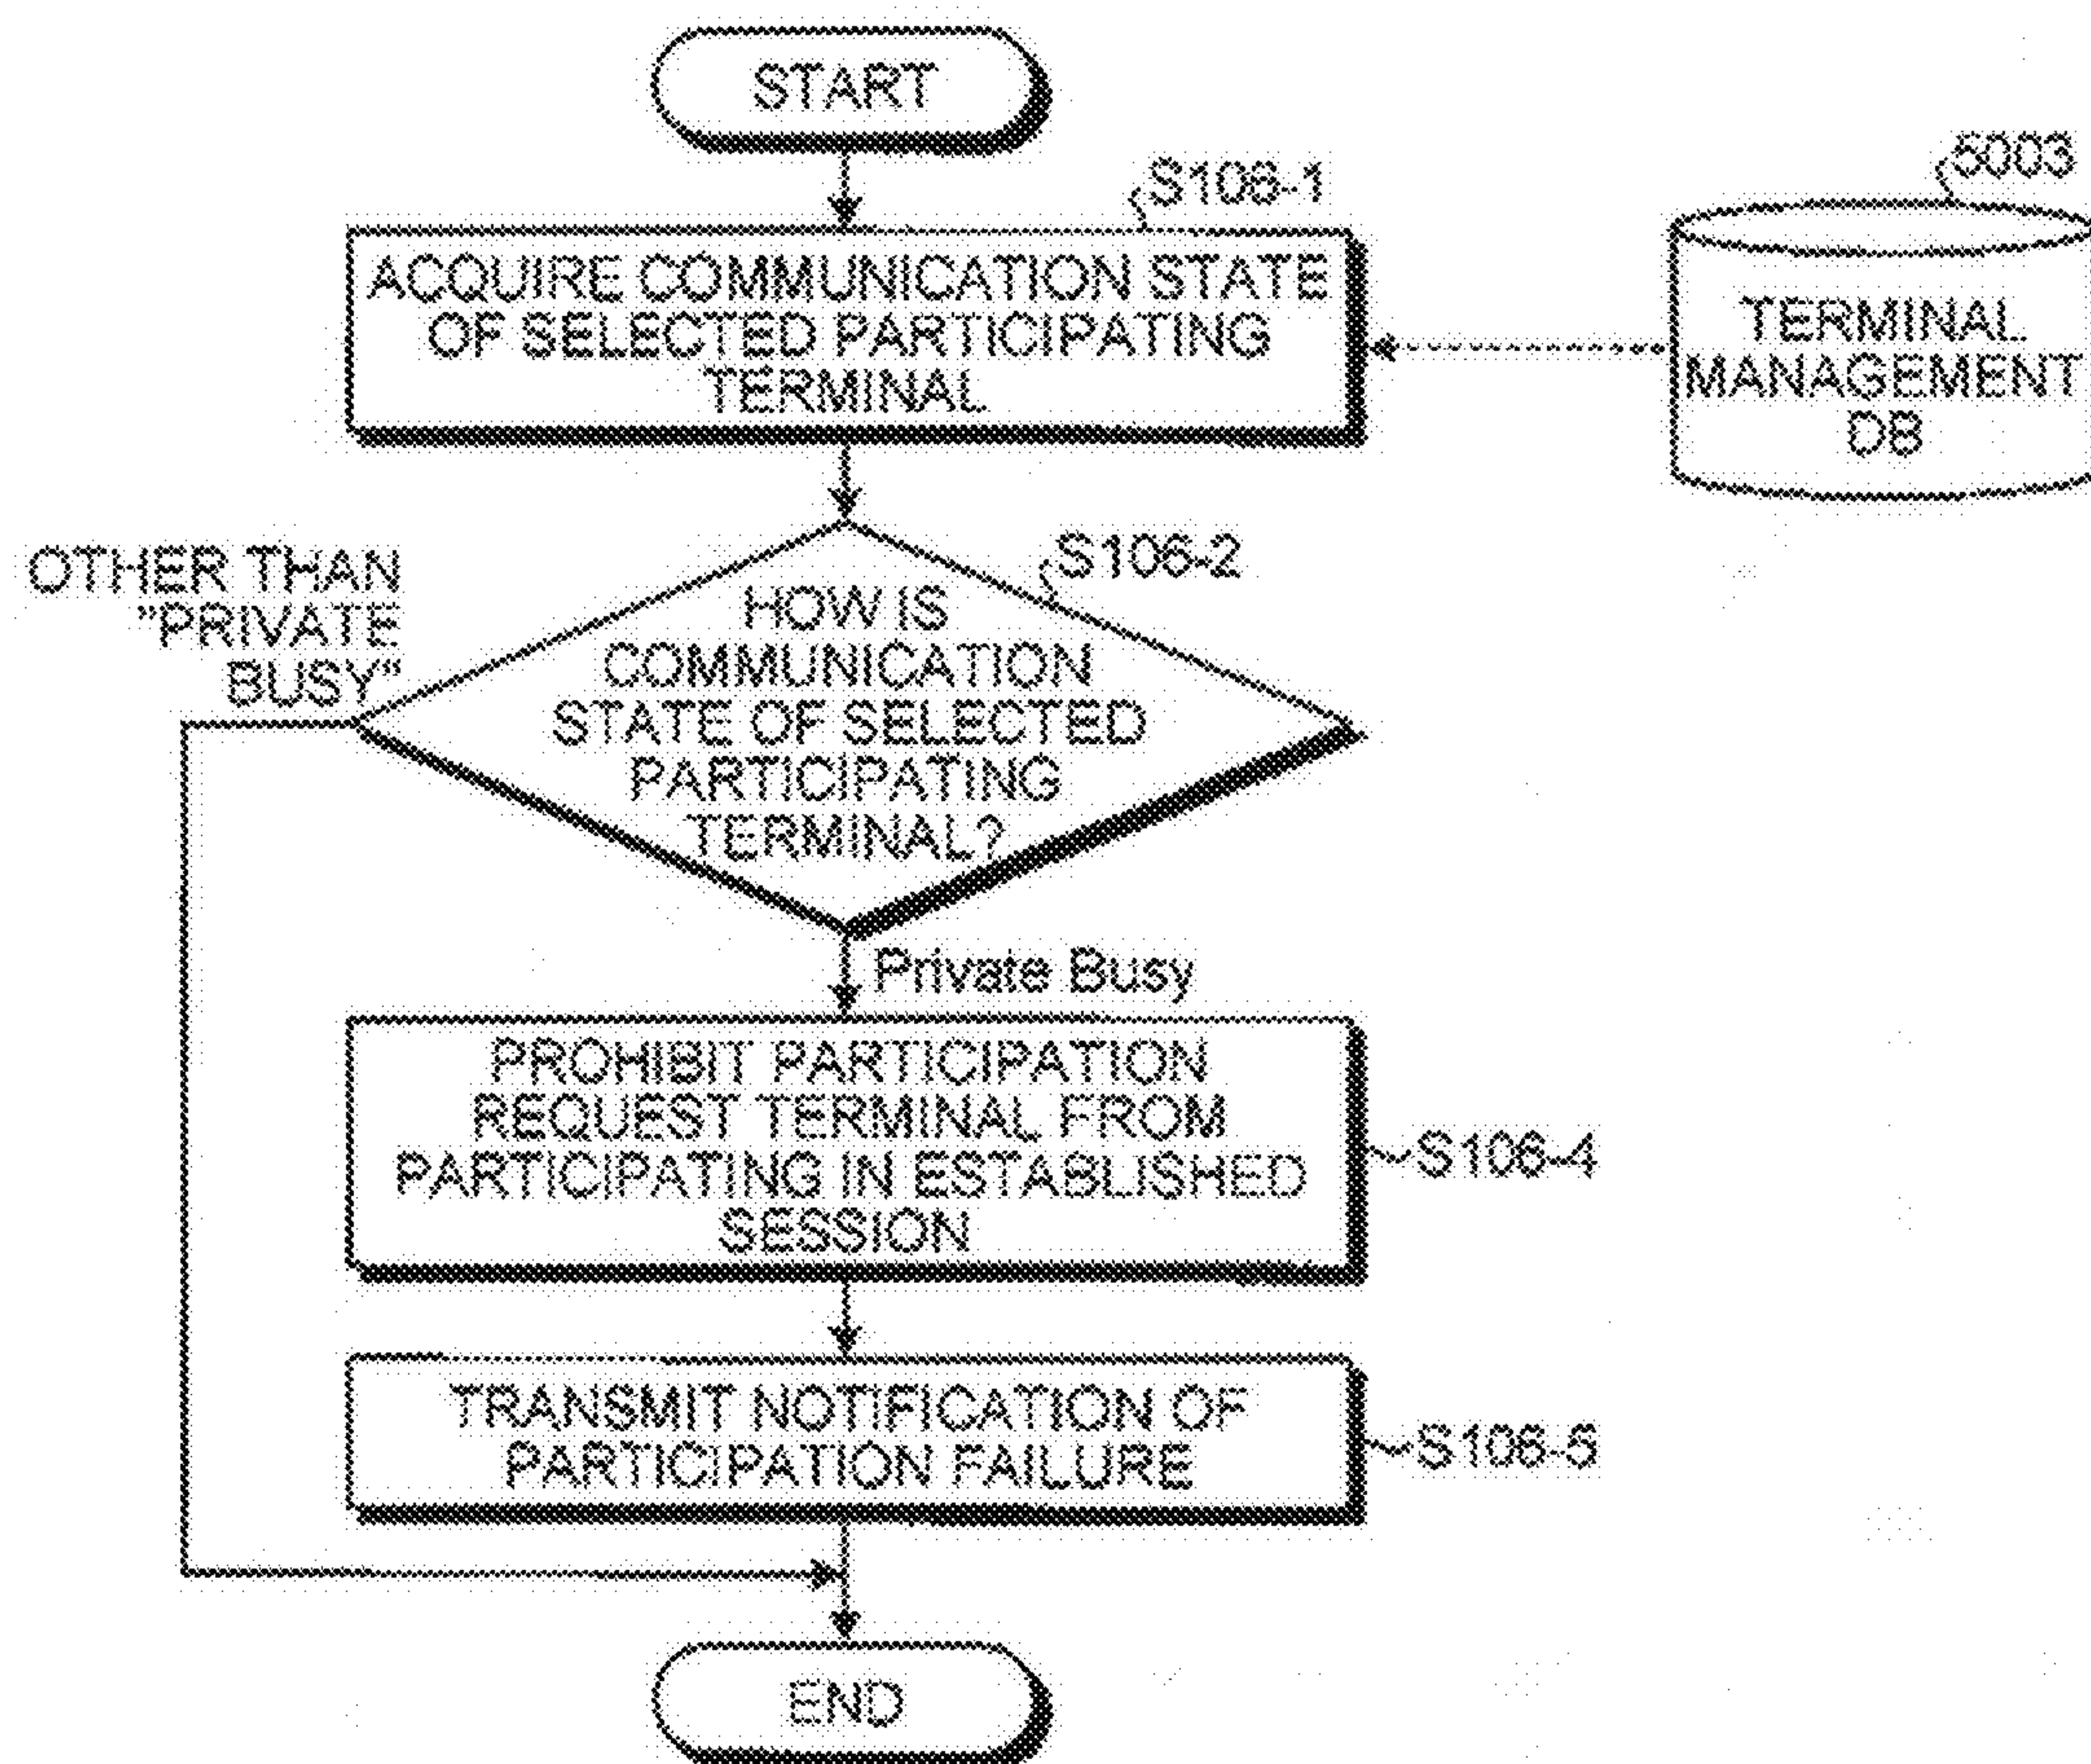 START
S106-1
5003
ACQUIRE COMMUNICATION STATE
OF SELECTED PARTICIPATING
TERMINAL
TERMINAL
MANAGEMENT
DB
OTHER THAN
"PRIVATE
BUSY"
S106-2
HOW IS
COMMUNICATION
STATE OF SELECTED
PARTICIPATING
TERMINAL?
Private Busy
PROHIBIT PARTICIPATION
REQUEST TERMINAL FROM
PARTICIPATING IN ESTABLISHED
SESSION
S106-4
TRANSMIT NOTIFICATION OF
PARTICIPATION FAILURE
S106-5
END